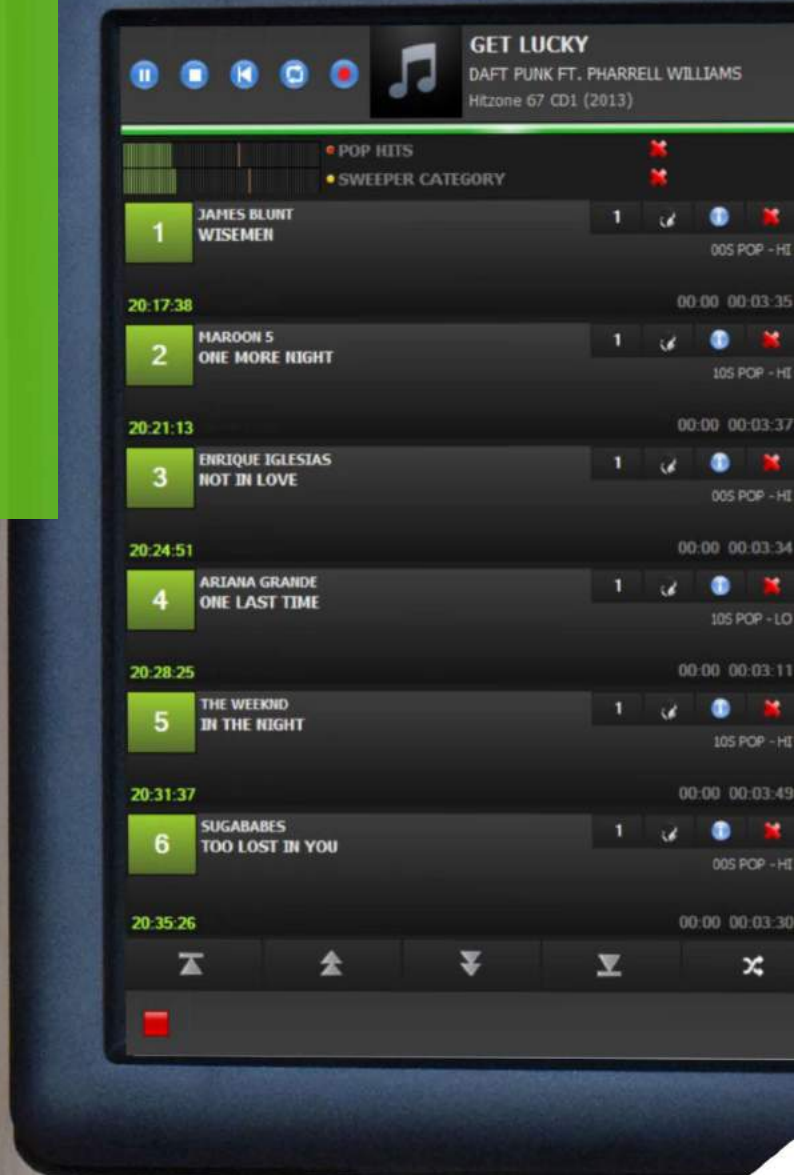 GET LUCKY
DAFT PUNK FT. PHARRELL WILLIAMS
Hitzone 67 CD1 (2013)
POP HITS
SWEEPER CATEGORY
1 JAMES BLUNT 1
WISEMEN
00S POP - HI
20:17:38 00:00 00:03:35
2 MAROON 5 1
ONE MORE NIGHT
10S POP - HI
20:21:13 00:00 00:03:37
3 ENRIQUE IGLESIAS 1
NOT IN LOVE
00S POP - HI
20:24:51 00:00 00:03:34
4 ARIANA GRANDE 1
ONE LAST TIME
10S POP - LO
20:28:25 00:00 00:03:11
5 THE WEEKND 1
IN THE NIGHT
10S POP - HI
20:31:37 00:00 00:03:49
6 SUGABABES 1
TOO LOST IN YOU
00S POP - HI
20:35:26 00:00 00:03:30